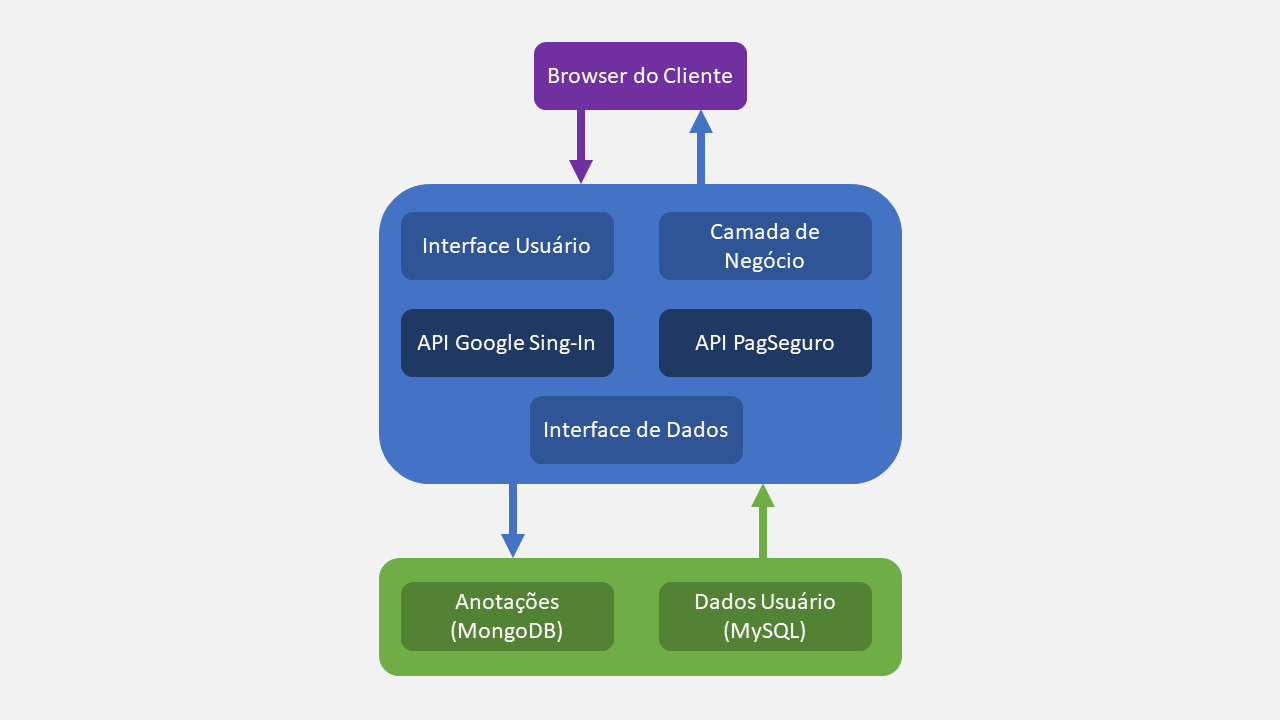 Browser do Cliente
Interface Usuário
Camada de
Negócio
API Google Sing-In
API PagSeguro
Interface de Dados
Anotações
(MongoDB)
Dados Usuário
(MySQL)